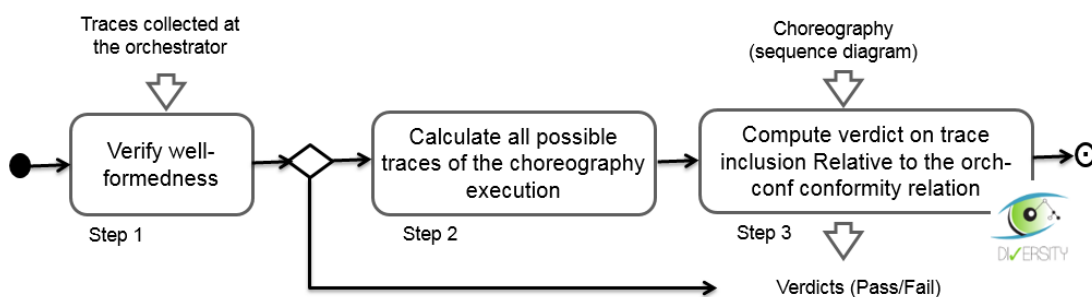 Traces collected at
the orchestrator
Choreography
(sequence diagram)
Verify well-
formedness
Calculate all possible
traces of the choreography
execution
Compute verdict on trace
inclusion Relative to the orch-
conf conformity relation
Step 1
Step 2
Step 3
DIVERSITY
Verdicts (Pass/Fail)